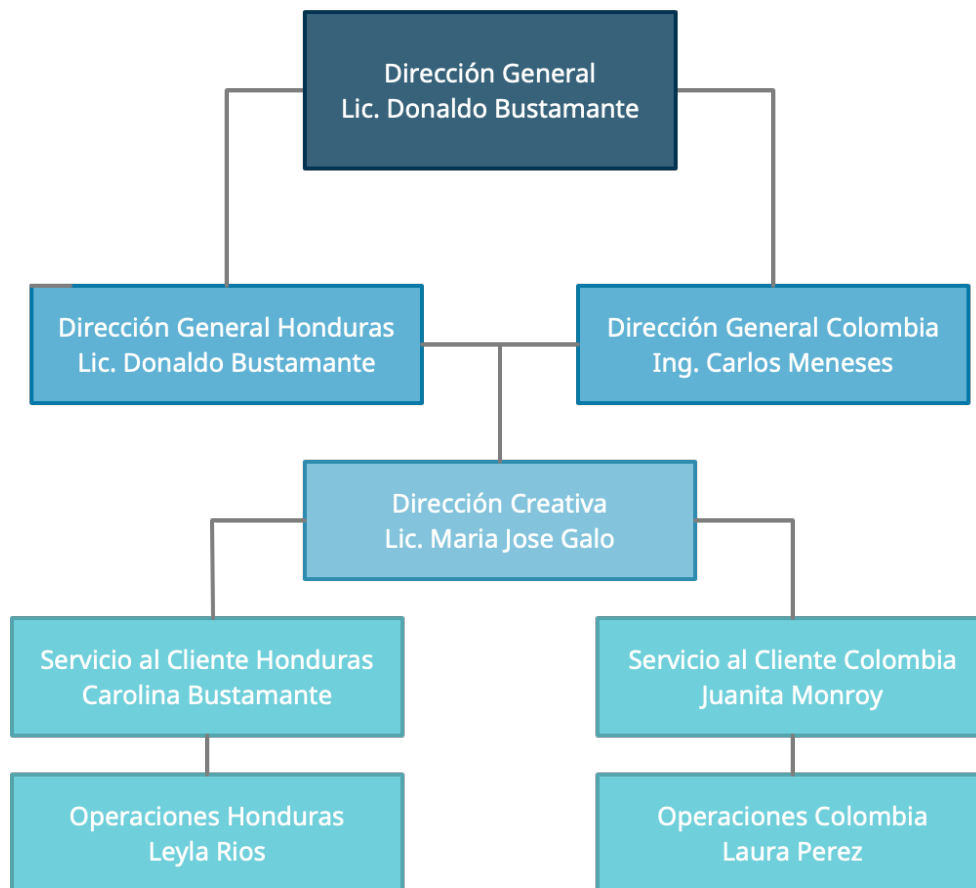 Dirección General
Lic. Donaldo Bustamante
Dirección General Honduras
Lic. Donaldo Bustamante
Dirección General Colombia
Ing. Carlos Meneses
Dirección Creativa
Lic. Maria Jose Galo
Servicio al Cliente Honduras
Carolina Bustamante
Servicio al Cliente Colombia
Juanita Monroy
Operaciones Honduras
Leyla Rios
Operaciones Colombia
Laura Perez